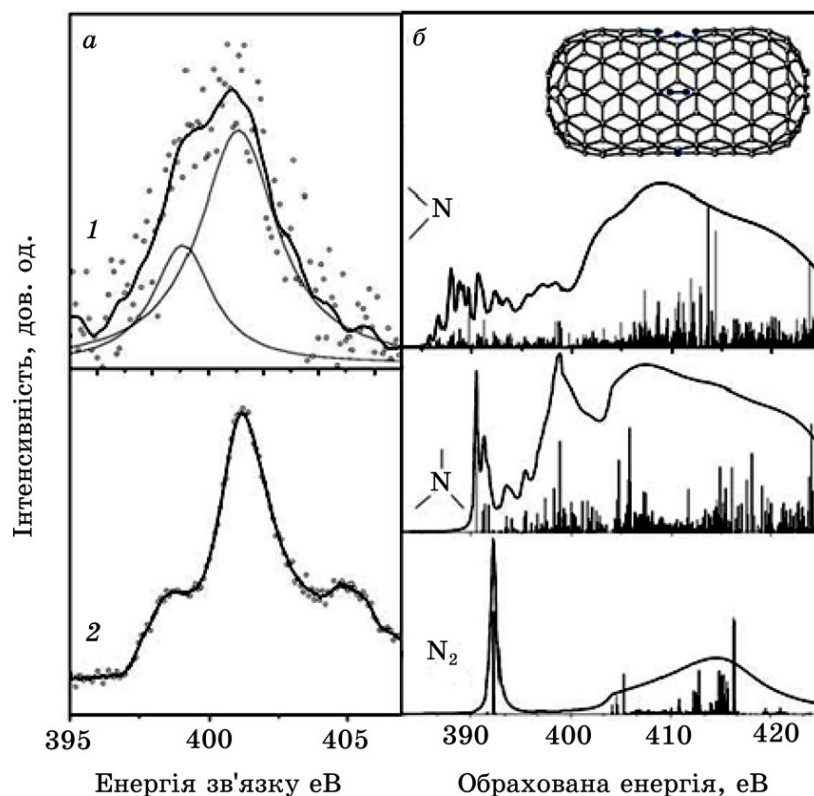 а
б
1
N
2
N
N₂
395 400 405
390 400 410 420
Інтенсивність, дов. од.
Енергія зв'язку еВ
Обрахована енергія, еВ